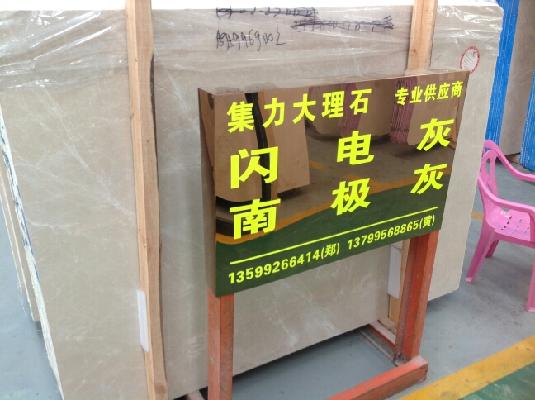 集力大理石 专业供应商
闪电灰
南极灰
13599266414(郑) 13799568865(黄)